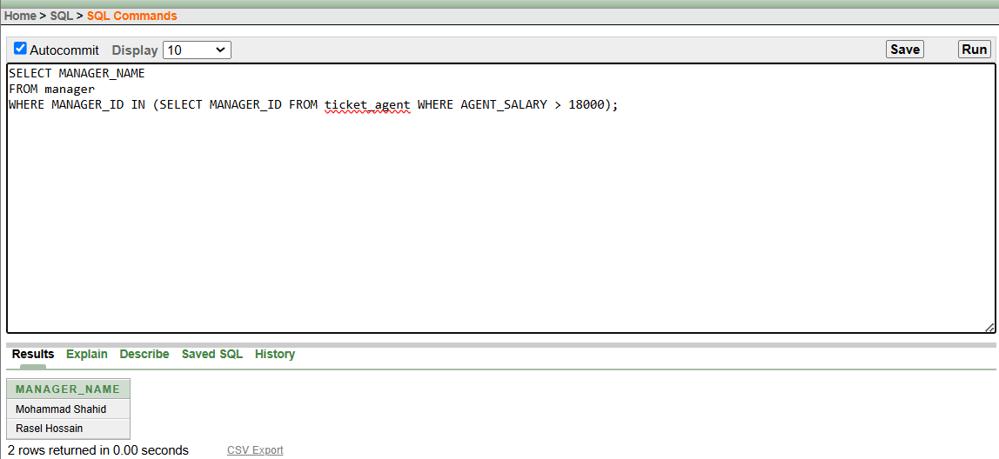 Home > SQL > SQL Commands
Autocommit Display 10 Save Run
SELECT MANAGER_NAME
FROM manager
WHERE MANAGER_ID IN (SELECT MANAGER_ID FROM ticket_agent WHERE AGENT_SALARY > 18000);
Results Explain Describe Saved SQL History
MANAGER_NAME
Mohammad Shahid
Rasel Hossain
2 rows returned in 0.00 seconds CSV Export